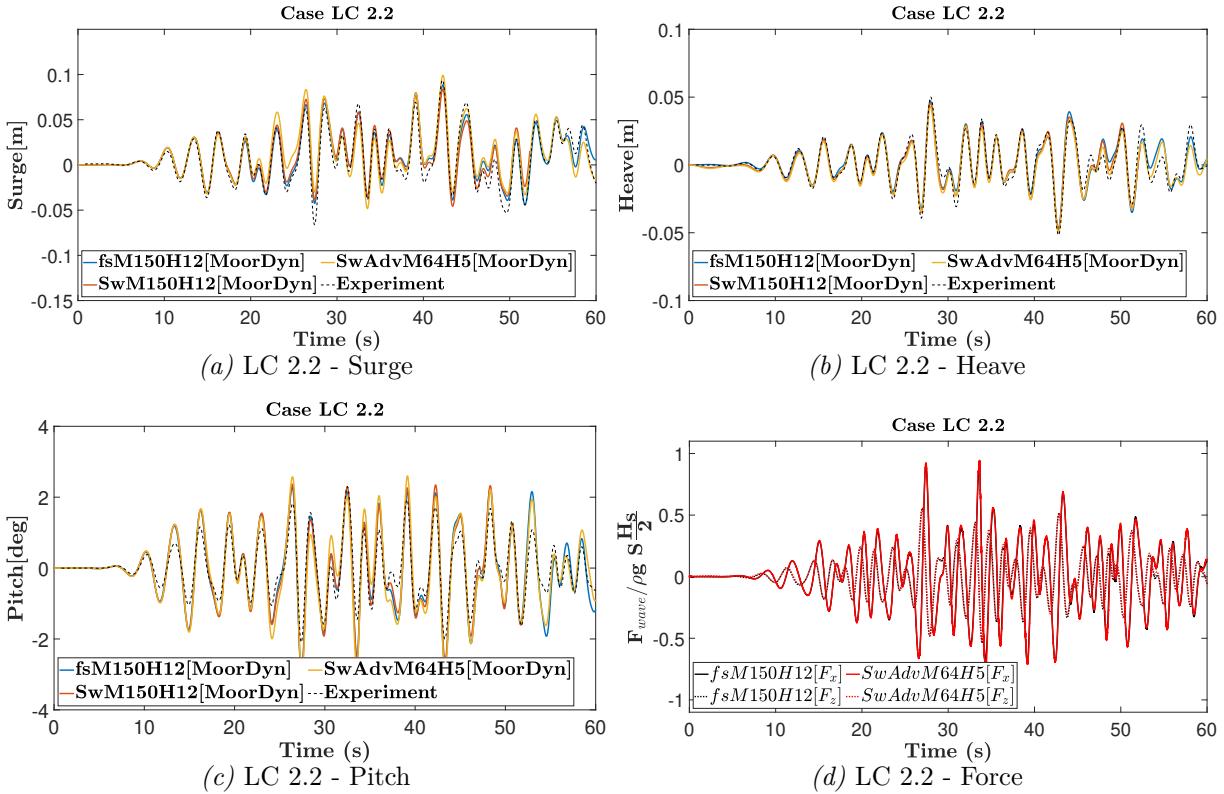 Case LC 2.2
Surge[m]
0.1
0.05
0
-0.05
-0.1
-0.15
fsM150H12[MoorDyn]
SwAdvM64H5[MoorDyn]
SwM150H12[MoorDyn]
Experiment
0 10 20 30 40 50 60
Time (s)
(a) LC 2.2 - Surge
Case LC 2.2
Heave[m]
0.1
0.05
0
-0.05
-0.1
fsM150H12[MoorDyn]
SwAdvM64H5[MoorDyn]
SwM150H12[MoorDyn]
Experiment
0 10 20 30 40 50 60
Time (s)
(b) LC 2.2 - Heave
Case LC 2.2
Pitch[deg]
4
2
0
-2
-4
fsM150H12[MoorDyn]
SwAdvM64H5[MoorDyn]
SwM150H12[MoorDyn]
Experiment
0 10 20 30 40 50 60
Time (s)
(c) LC 2.2 - Pitch
Case LC 2.2
F_wave/ρg S H_s/2
1
0.5
0
-0.5
-1
fsM150H12[F_x]
SwAdvM64H5[F_x]
fsM150H12[F_z]
SwAdvM64H5[F_z]
0 10 20 30 40 50 60
Time (s)
(d) LC 2.2 - Force